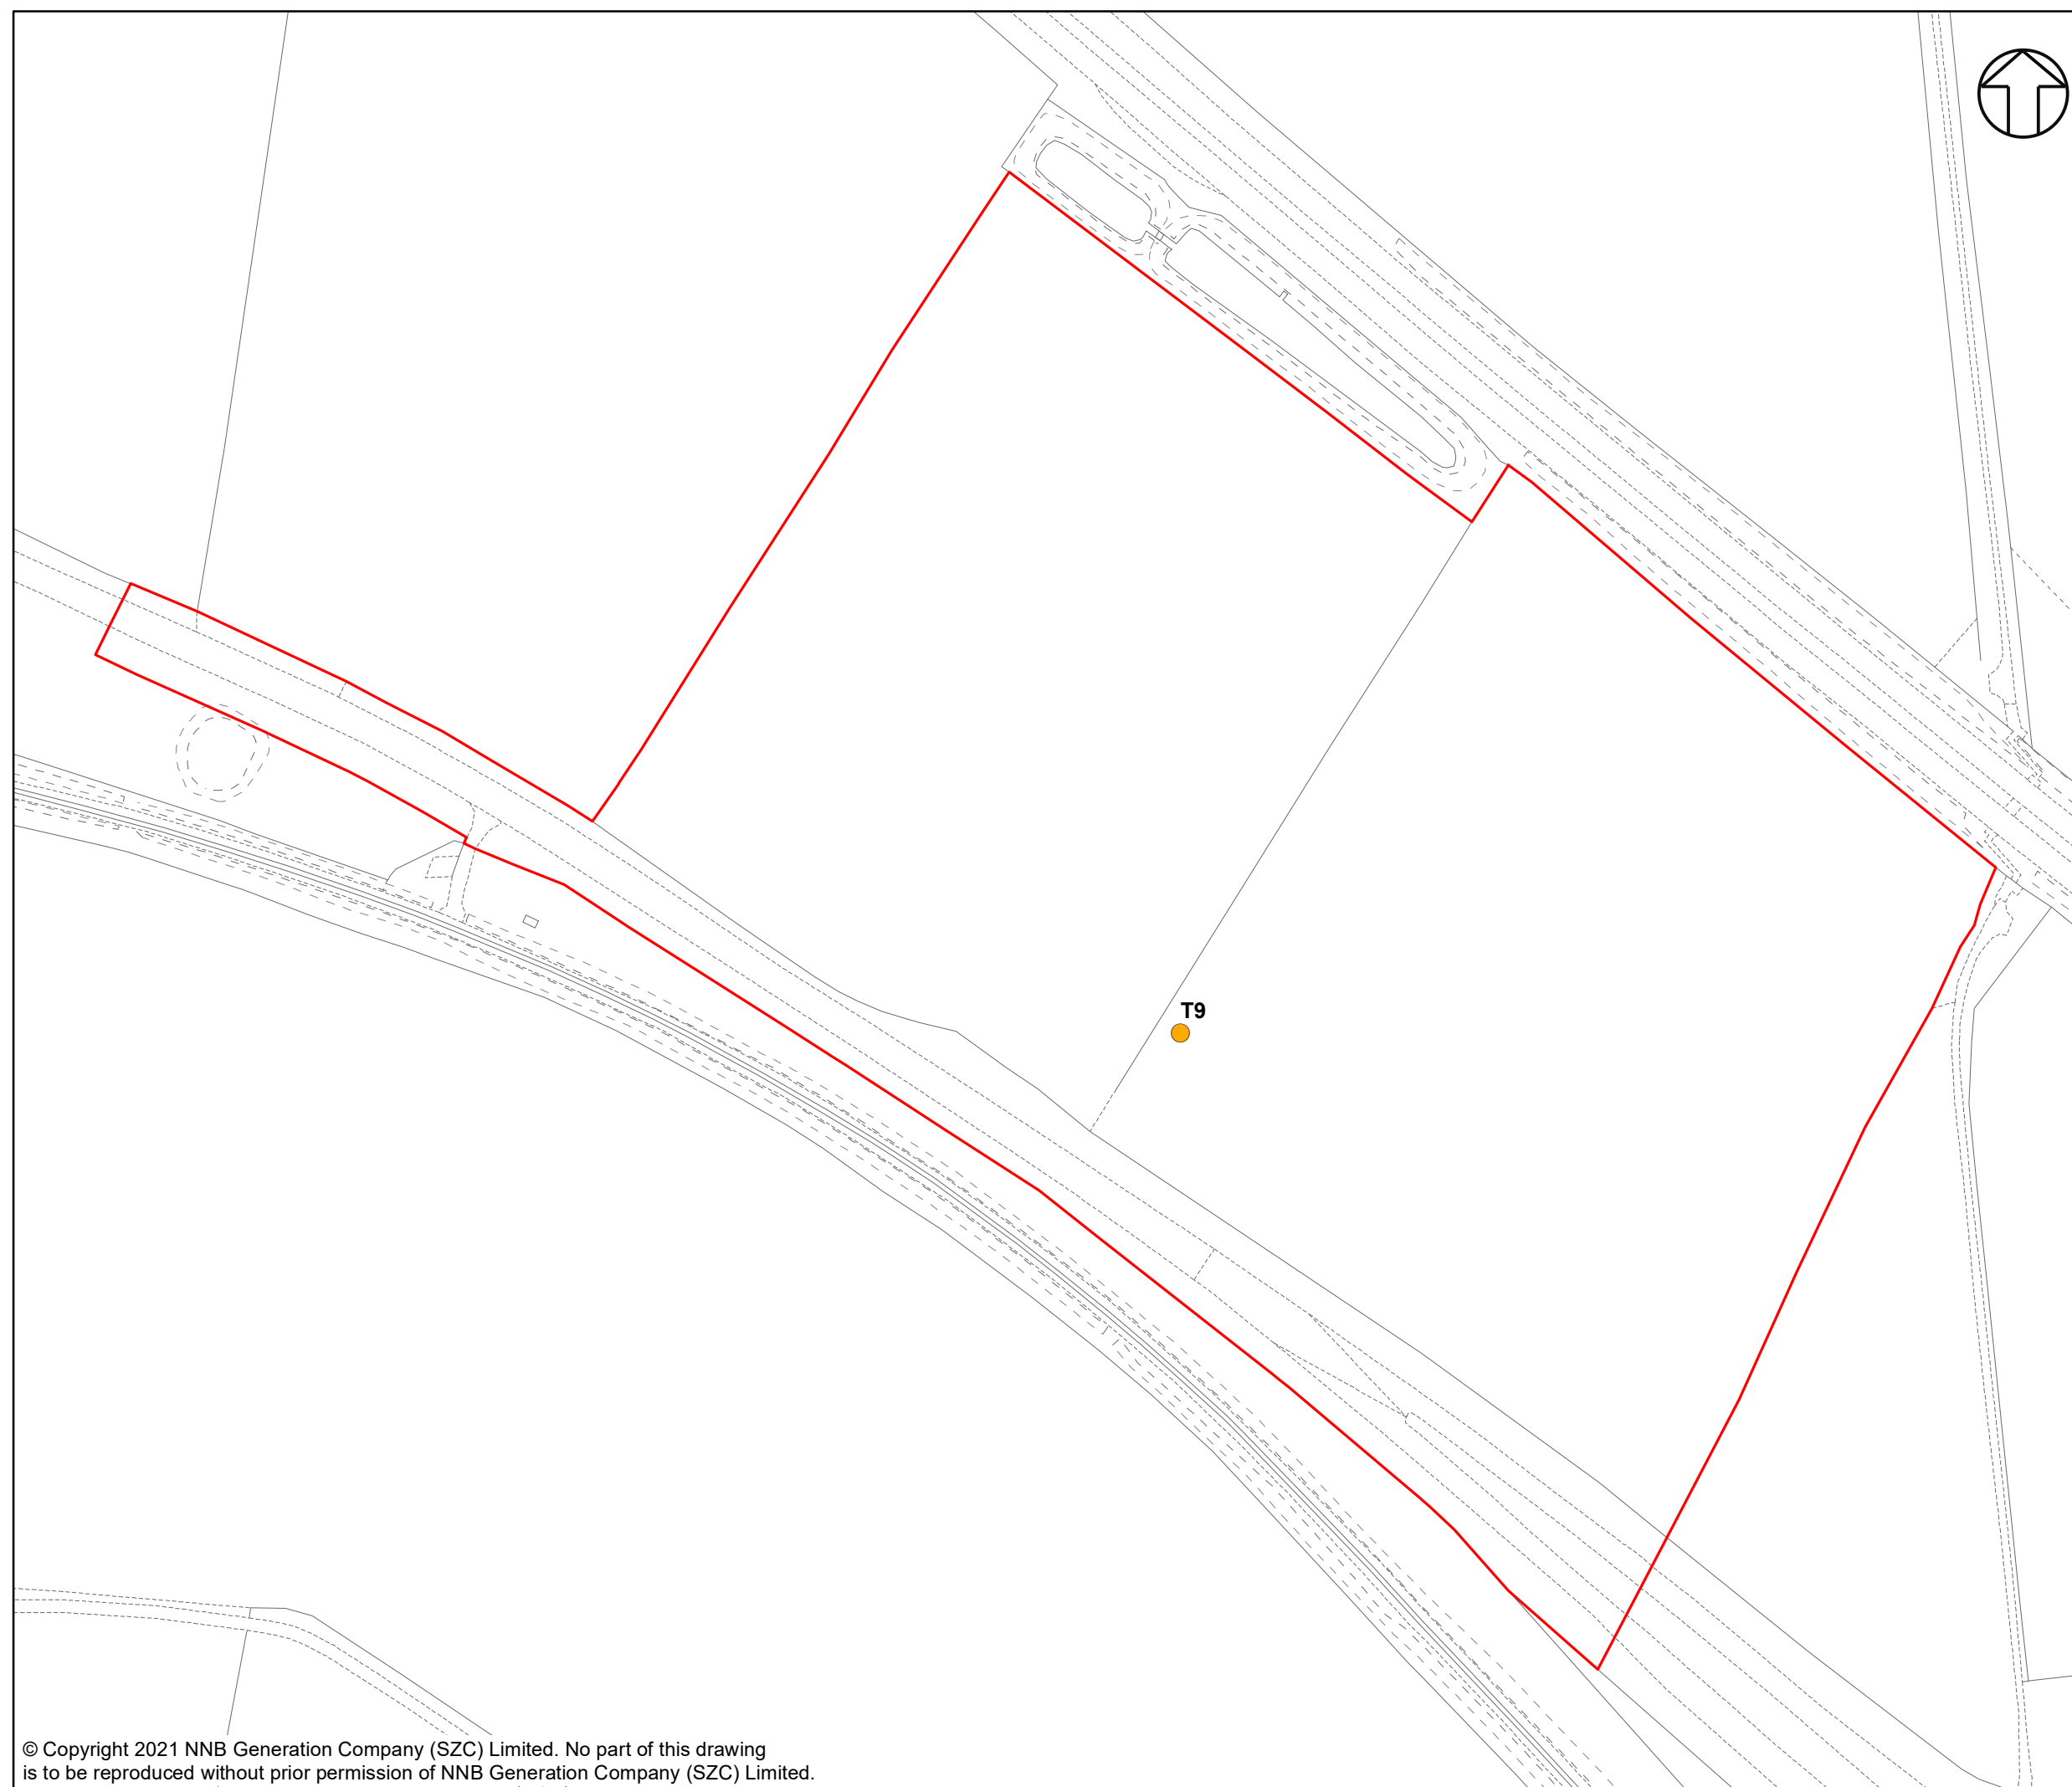 T9
© Copyright 2021 NNB Generation Company (SZC) Limited. No part of this drawing
is to be reproduced without prior permission of NNB Generation Company (SZC) Limited.